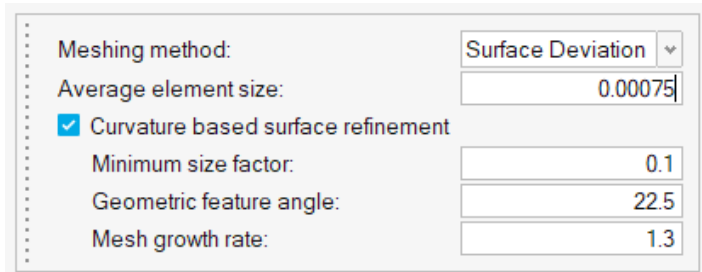 Meshing method: Surface Deviation
Average element size: 0.00075
Curvature based surface refinement
Minimum size factor: 0.1
Geometric feature angle: 22.5
Mesh growth rate: 1.3